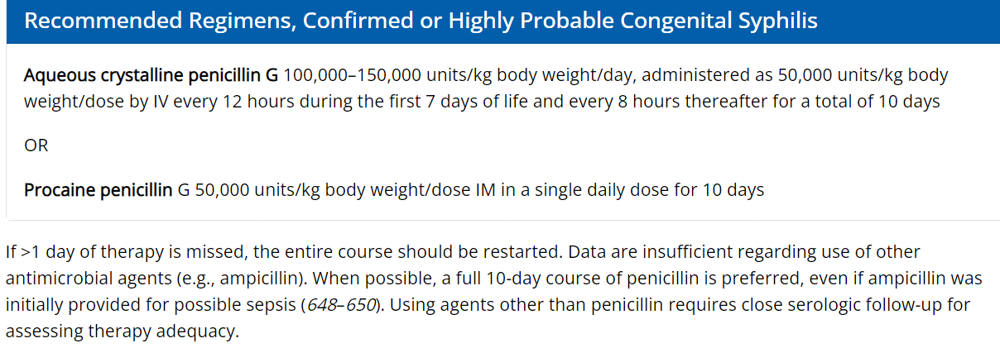 Recommended Regimens, Confirmed or Highly Probable Congenital Syphilis
Aqueous crystalline penicillin G 100,000–150,000 units/kg body weight/day, administered as 50,000 units/kg body
weight/dose by IV every 12 hours during the first 7 days of life and every 8 hours thereafter for a total of 10 days
OR
Procaine penicillin G 50,000 units/kg body weight/dose IM in a single daily dose for 10 days
If >1 day of therapy is missed, the entire course should be restarted. Data are insufficient regarding use of other
antimicrobial agents (e.g., ampicillin). When possible, a full 10-day course of penicillin is preferred, even if ampicillin was
initially provided for possible sepsis (648–650). Using agents other than penicillin requires close serologic follow-up for
assessing therapy adequacy.